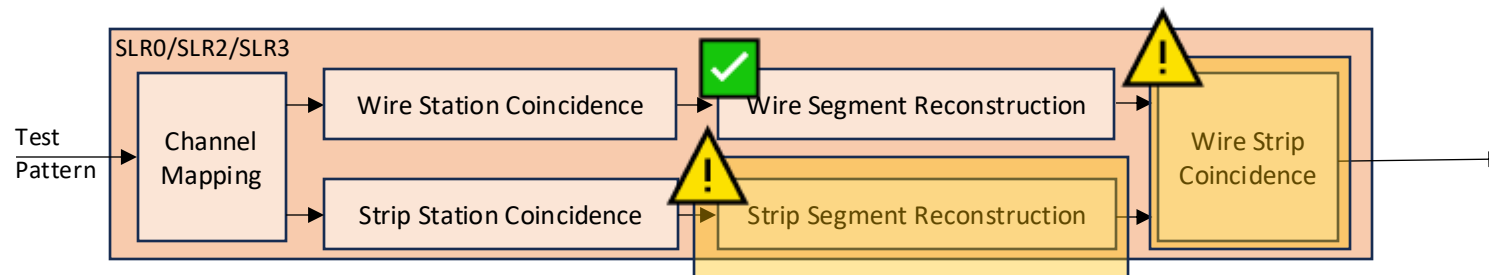 SLR0/SLR2/SLR3
Test
Pattern
Channel
Mapping
Wire Station Coincidence
Wire Segment Reconstruction
Strip Station Coincidence
Strip Segment Reconstruction
Wire Strip
Coincidence